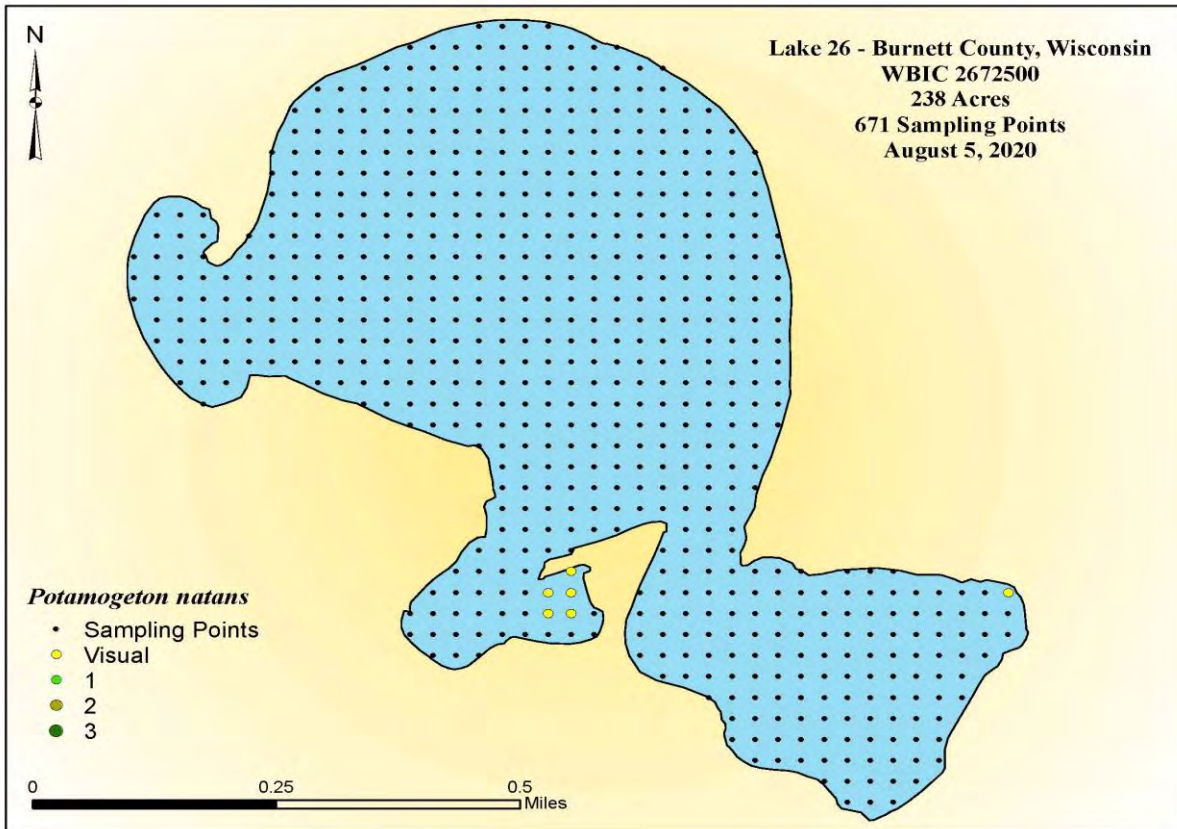 N
Lake 26 - Burnett County, Wisconsin
WBIC 2672500
238 Acres
671 Sampling Points
August 5, 2020
Potamogeton natans
Sampling Points
Visual
1
2
3
0 0.25 0.5
Miles